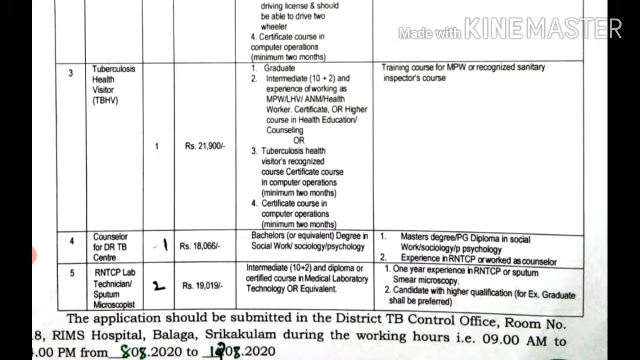 driving license & should
be able to drive two
wheeler
4. Certificate course in
computer operations
(minimum two months)
Made with KINEMASTER
3
Tuberculosis
Health
Visitor
(TBHV)
1
Rs. 21,900/-
1. Graduate
2. Intermediate (10 + 2) and
experience of working as
MPW/LHV/ ANM/Health
Worker. Certificate, OR Higher
course in Health Education/
Counseling
OR
3. Tuberculosis health
visitor's recognized
course Certificate course
in computer operations
(minimum two months)
4. Certificate course in
computer operations
(minimum two months)
Training course for MPW or recognized sanitary
inspector's course
4
Counselor
for DR TB
Centre
1
Rs. 18,066/-
Bachelors (or equivalent) Degree in
Social Work/ sociology/psychology
1. Masters degree/PG Diploma in social
Work/sociology/p psychology
2. Experience in RNTCP orworked as counselor
5
RNTCP Lab
Technician/
Sputum
Microscopist
2
Rs. 19,019/-
Intermediate (10+2) and diploma or
certified course in Medical Laboratory
Technology OR Equivalent.
1. One year experience in RNTCP or sputum
Smear microscopy.
2. Candidate with higher qualification (for Ex. Graduate
shall be preferred)
The application should be submitted in the District TB Control Office, Room No.
8, RIMS Hospital, Balaga, Srikakulam during the working hours i.e. 09.00 AM to
.00 PM from 808.2020 to 08.2020